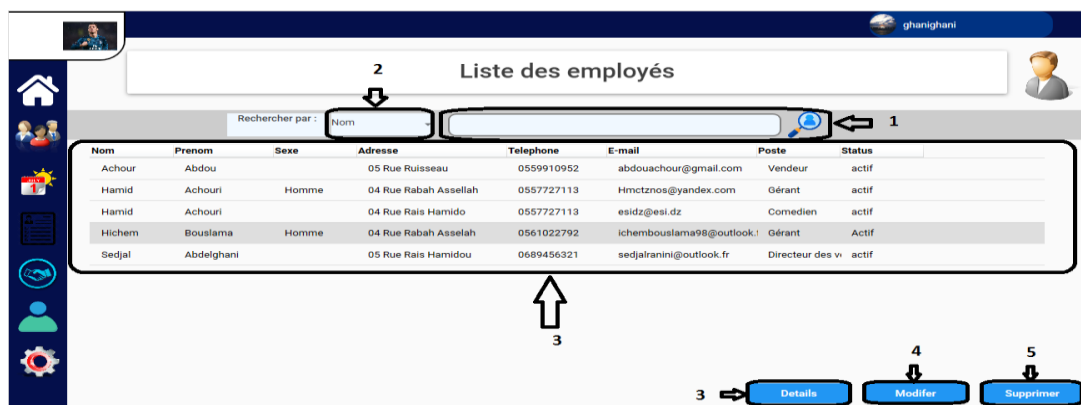 ghanighani
2
Liste des employés
Rechercher par : Nom
1
Nom Prenom Sexe Adresse Telephone E-mail Poste Status
Achour Abdou 05 Rue Ruisseau 0559910952 abdouachour@gmail.com Vendeur actif
Hamid Achouri Homme 04 Rue Rabah Assellah 0557727113 Hmctznos@yandex.com Gérant actif
Hamid Achouri 04 Rue Rais Hamido 0557727113 esidz@esi.dz Comedien actif
Hichem Bouslama Homme 04 Rue Rabah Asselah 0561022792 ichembouslama98@outlook.f Gérant Actif
Sedjal Abdelghani 05 Rue Rais Hamidou 0689456321 sedjalranini@outlook.fr Directeur des v actif
3
4 5
3 Details Modifer Supprimer